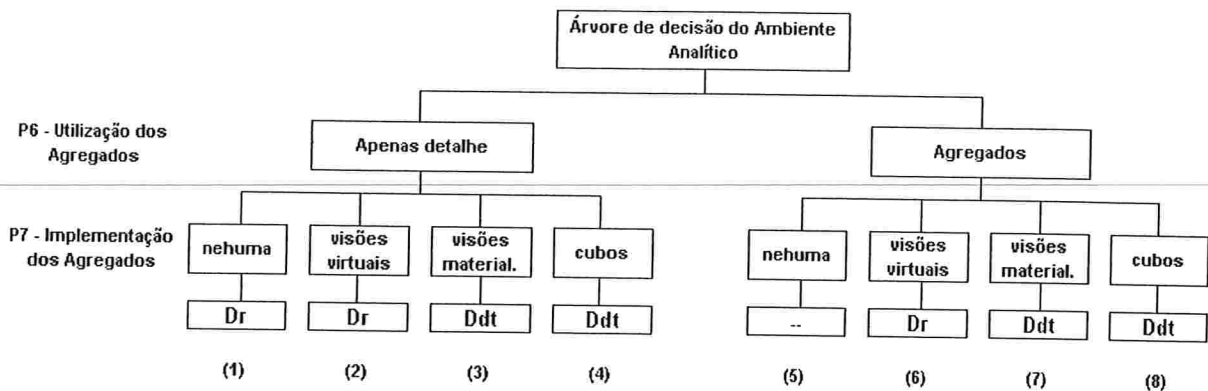 Árvore de decisão do Ambiente
Analítico
P6 - Utilização dos
Agregados
Apenas detalhe
Agregados
P7 - Implementação
dos Agregados
nehuma
visões
virtuais
visões
material.
cubos
nehuma
visões
virtuais
visões
material.
cubos
Dr
Dr
Ddt
Ddt
--
Dr
Ddt
Ddt
(1)
(2)
(3)
(4)
(5)
(6)
(7)
(8)